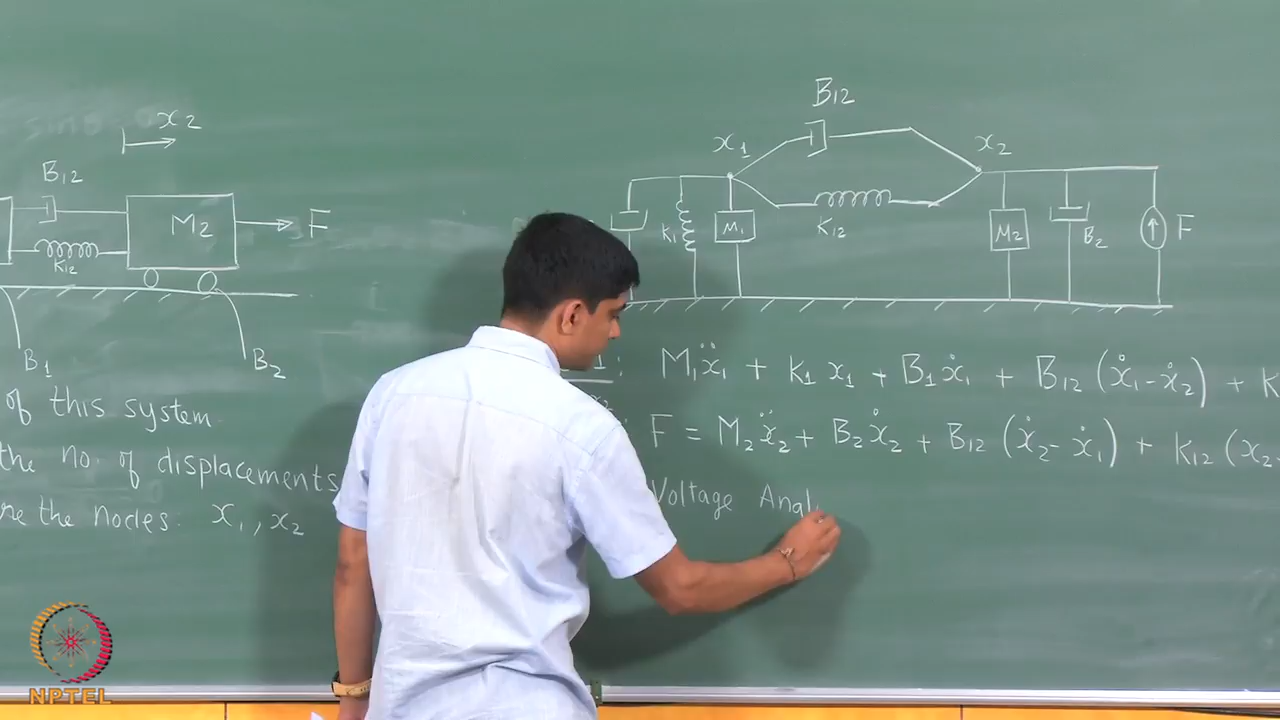 x₂
B₁₂
M₂
F
K₁₂
B₁
B₂
of this system.
the no. of displacements
the nodes: x₁, x₂
B₁₂
x₁
x₂
K₁
M₁
K₁₂
M₂
B₂
F
: M₁ẍ₁ + K₁x₁ + B₁ẋ₁ + B₁₂(ẋ₁-ẋ₂) + K
: F = M₂ẍ₂ + B₂ẋ₂ + B₁₂(ẋ₂-ẋ₁) + K₁₂(x₂-
Voltage Anal
NPTEL